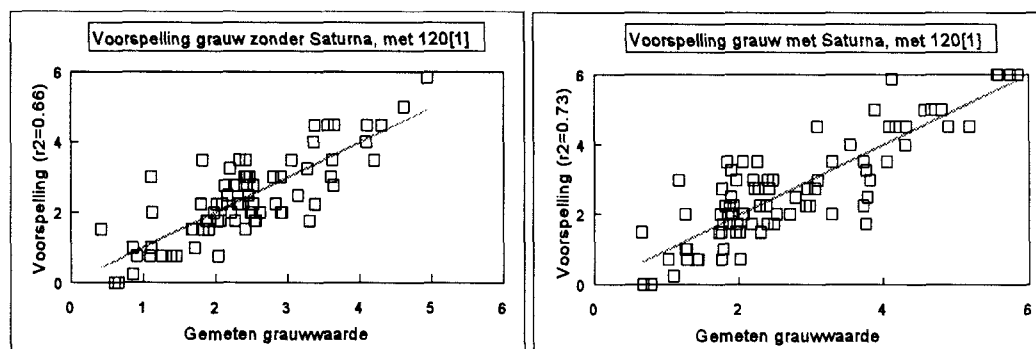 Voorspelling grauw zonder Saturna, met 120[1]
Voorspelling (r2=0.66)
6
4
2
0
0 1 2 3 4 5 6
Gemeten grauwwaarde
Voorspelling grauw met Saturna, met 120[1]
Voorspelling (r2=0.73)
6
4
2
0
0 2 4 6
Gemeten grauwwaarde